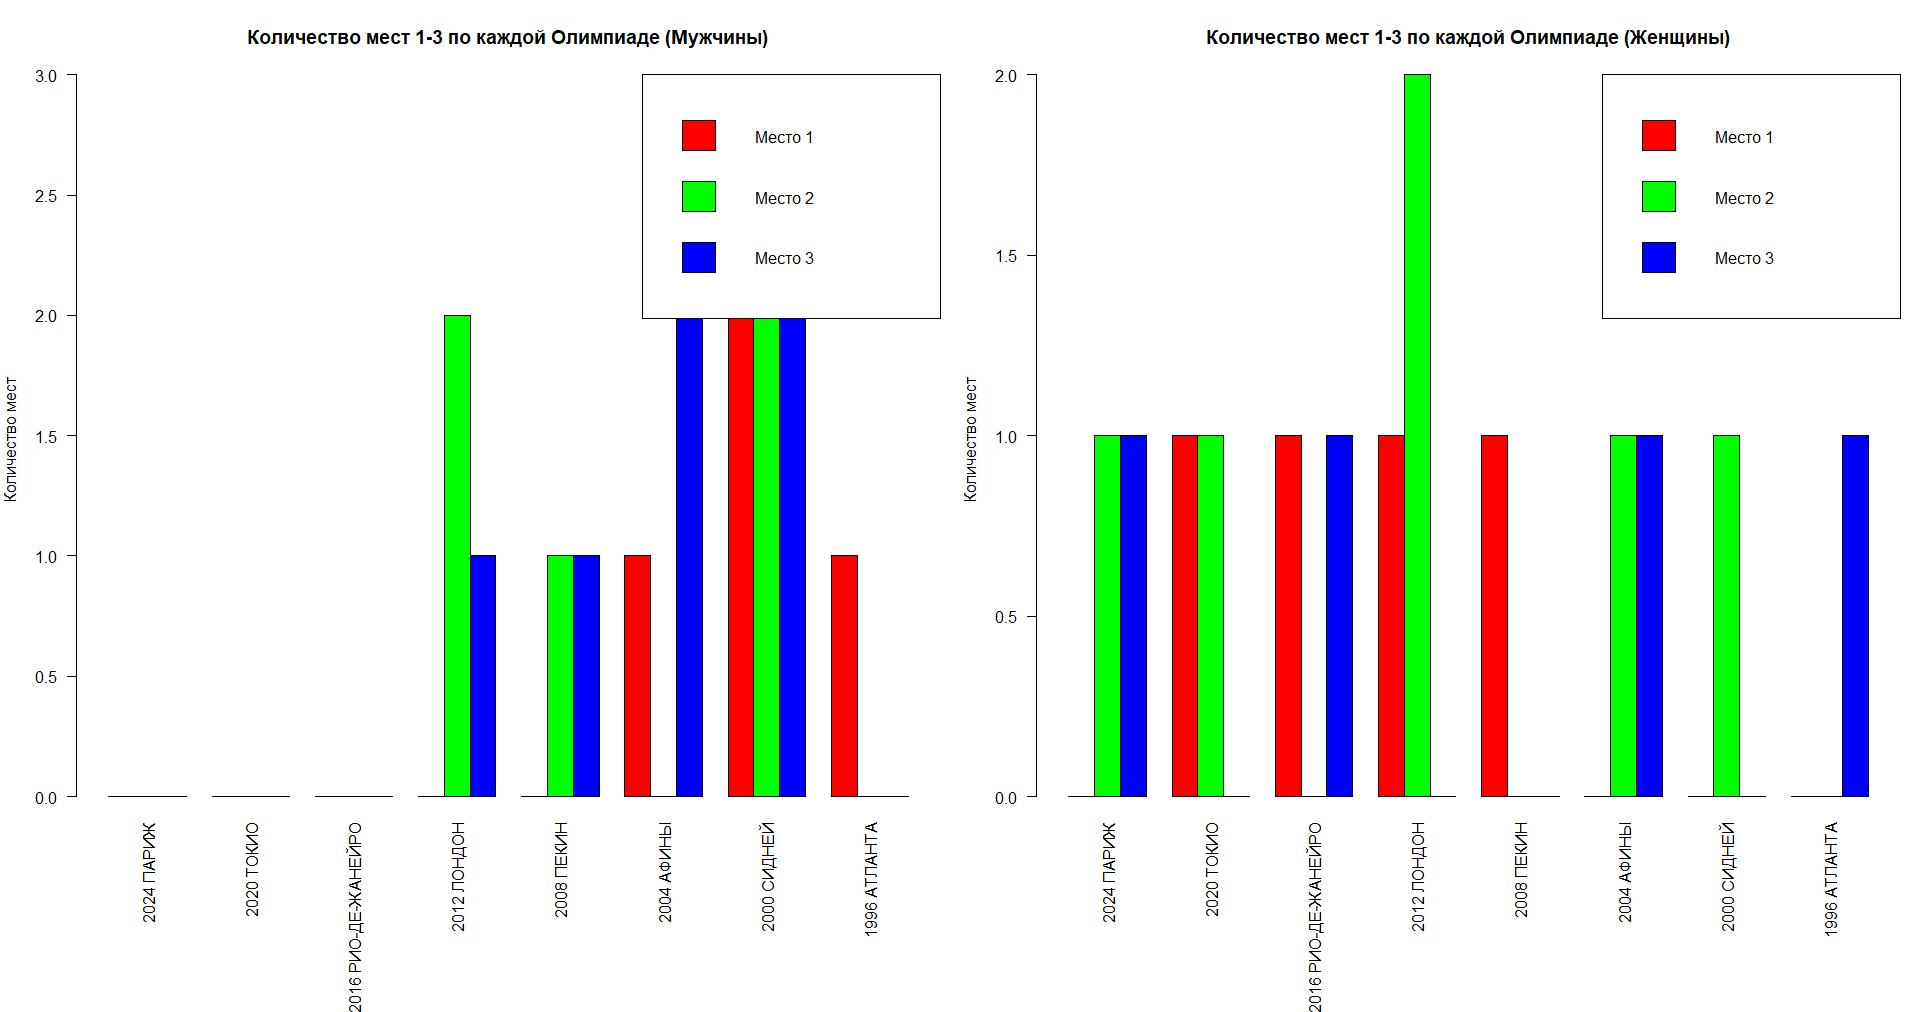 Количество мест 1-3 по каждой Олимпиаде (Мужчины)
3.0
2.5
2.0
1.5
1.0
0.5
0.0
Количество мест
Место 1
Место 2
Место 3
2024 ПАРИЖ
2020 ТОКИО
2016 РИО-ДЕ-ЖАНЕЙРО
2012 ЛОНДОН
2008 ПЕКИН
2004 АФИНЫ
2000 СИДНЕЙ
1996 АТЛАНТА
Количество мест 1-3 по каждой Олимпиаде (Женщины)
2.0
1.5
1.0
0.5
0.0
Количество мест
Место 1
Место 2
Место 3
2024 ПАРИЖ
2020 ТОКИО
2016 РИО-ДЕ-ЖАНЕЙРО
2012 ЛОНДОН
2008 ПЕКИН
2004 АФИНЫ
2000 СИДНЕЙ
1996 АТЛАНТА